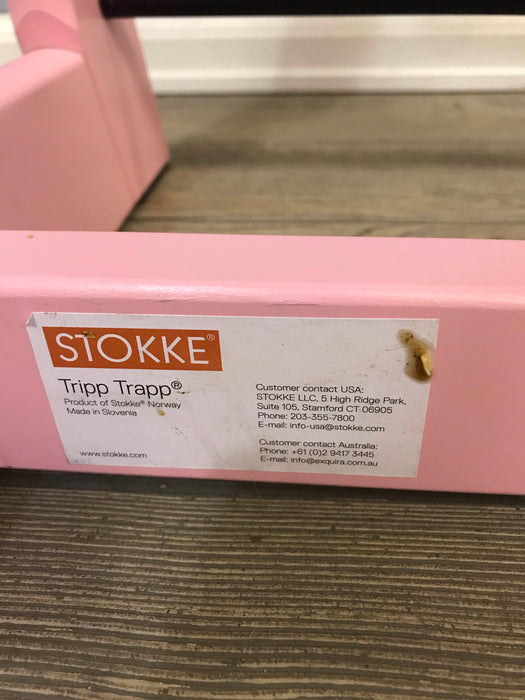 STOKKE®
Tripp Trapp®
Product of Stokke® Norway
Made in Slovenia
www.stokke.com
Customer contact USA:
STOKKE LLC, 5 High Ridge Park,
Suite 105, Stamford CT 06905
Phone: 203-355-7800
E-mail: info-usa@stokke.com
Customer contact Australia:
Phone: +61 (0)2 9417 3445
E-mail: info@exquira.com.au